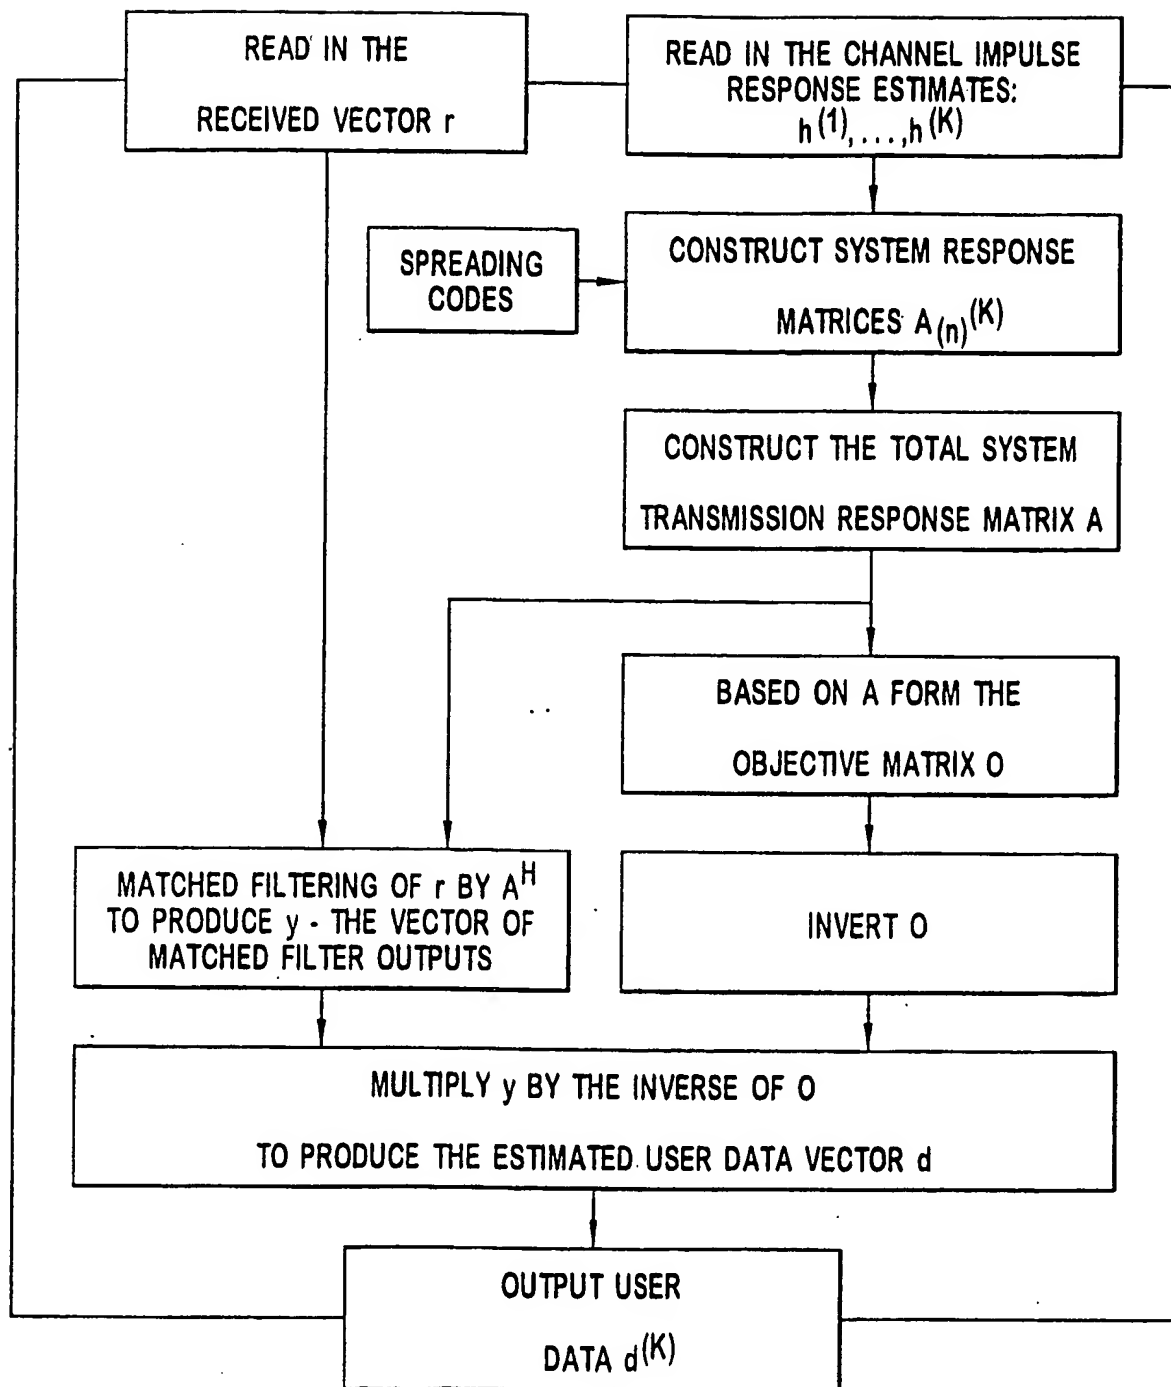 READ IN THE
RECEIVED VECTOR r
READ IN THE CHANNEL IMPULSE
RESPONSE ESTIMATES:
h(1),...,h(K)
SPREADING
CODES
CONSTRUCT SYSTEM RESPONSE
MATRICES A(n)(K)
CONSTRUCT THE TOTAL SYSTEM
TRANSMISSION RESPONSE MATRIX A
BASED ON A FORM THE
OBJECTIVE MATRIX O
MATCHED FILTERING OF r BY AH
TO PRODUCE y - THE VECTOR OF
MATCHED FILTER OUTPUTS
INVERT O
MULTIPLY y BY THE INVERSE OF O
TO PRODUCE THE ESTIMATED USER DATA VECTOR d
OUTPUT USER
DATA d(K)